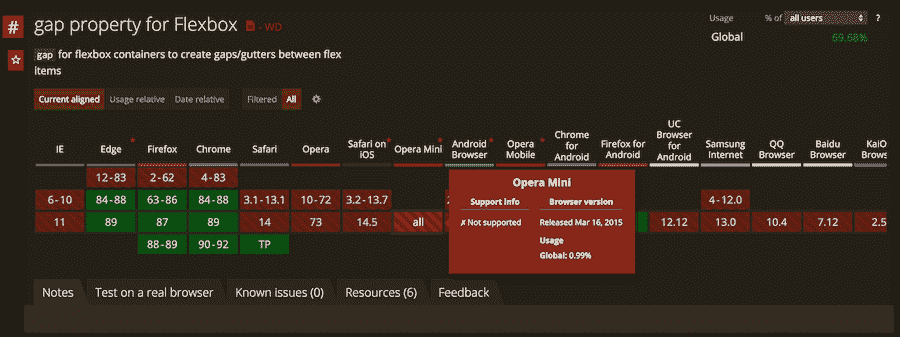 #
gap property for Flexbox - WD
Usage % of all users ?
Global 69.68%
gap for flexbox containers to create gaps/gutters between flex
items
Current aligned Usage relative Date relative Filtered All
IE Edge * Firefox Chrome Safari Opera Safari on iOS * Opera Mini * Android Browser * Opera Mobile * Chrome for Android Firefox for Android UC Browser for Android Samsung Internet QQ Browser Baidu Browser KaiO Brows
12-83 2-62 4-83
6-10 84-88 63-86 84-88 3.1-13.1 10-72 3.2-13.7 4-12.0
11 89 87 89 14 73 14.5 all 12.12 13.0 10.4 7.12 2.5
88-89 90-92 TP
Opera Mini
Support info Browser version
✗ Not supported Released Mar 16, 2015
Usage
Global: 0.99%
Notes Test on a real browser Known issues (0) Resources (6) Feedback